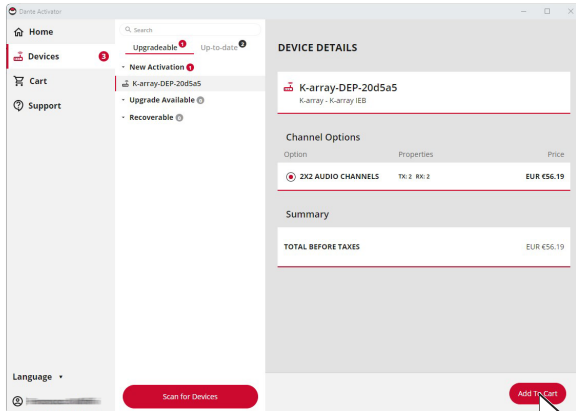 Dante Activator
Home
Devices 3
Cart
Support
Language
Search
Upgradeable 1 Up-to-date 2
New Activation 1
K-array-DEP-20d5a5
Upgrade Available 0
Recoverable 0
Scan for Devices
DEVICE DETAILS
K-array-DEP-20d5a5
K-array - K-array IEB
Channel Options
Option Properties Price
2X2 AUDIO CHANNELS TX: 2 RX: 2 EUR €56.19
Summary
TOTAL BEFORE TAXES EUR €56.19
Add To Cart